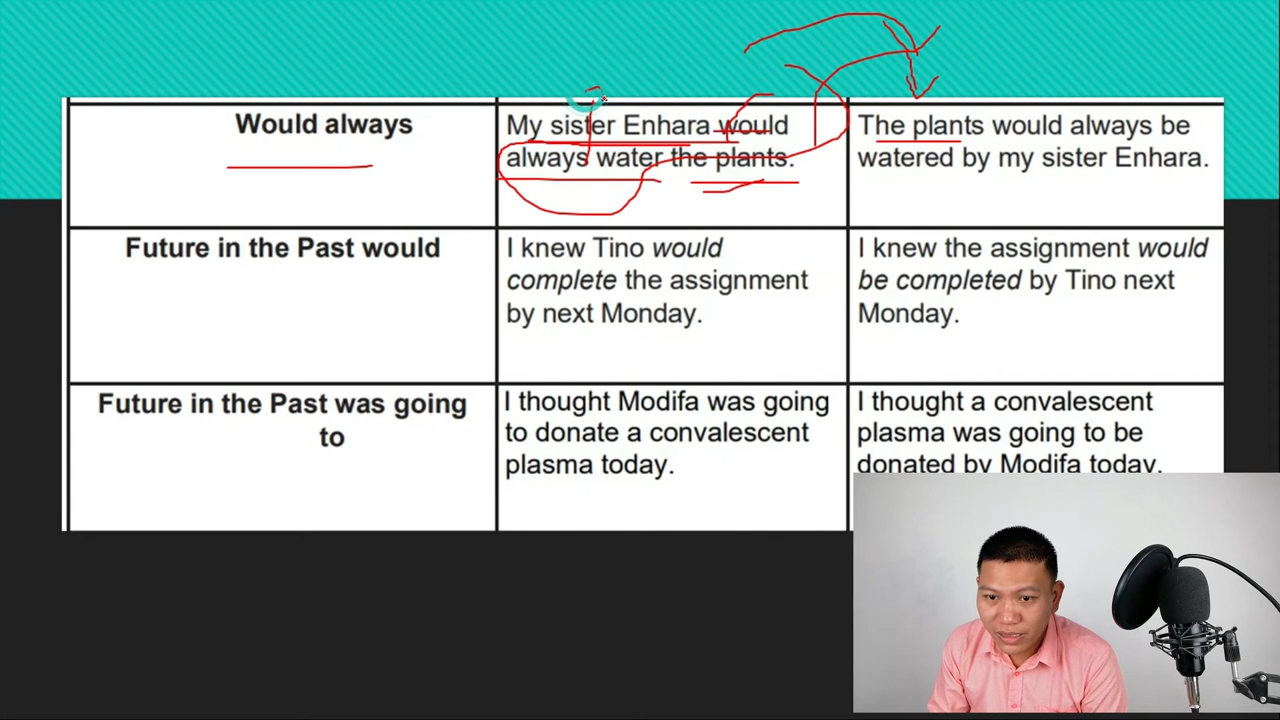 Would always
My sister Enhara would
always water the plants.
The plants would always be
watered by my sister Enhara.
Future in the Past would
I knew Tino would
complete the assignment
by next Monday.
I knew the assignment would
be completed by Tino next
Monday.
Future in the Past was going
to
I thought Modifa was going
to donate a convalescent
plasma today.
I thought a convalescent
plasma was going to be
donated by Modifa today.